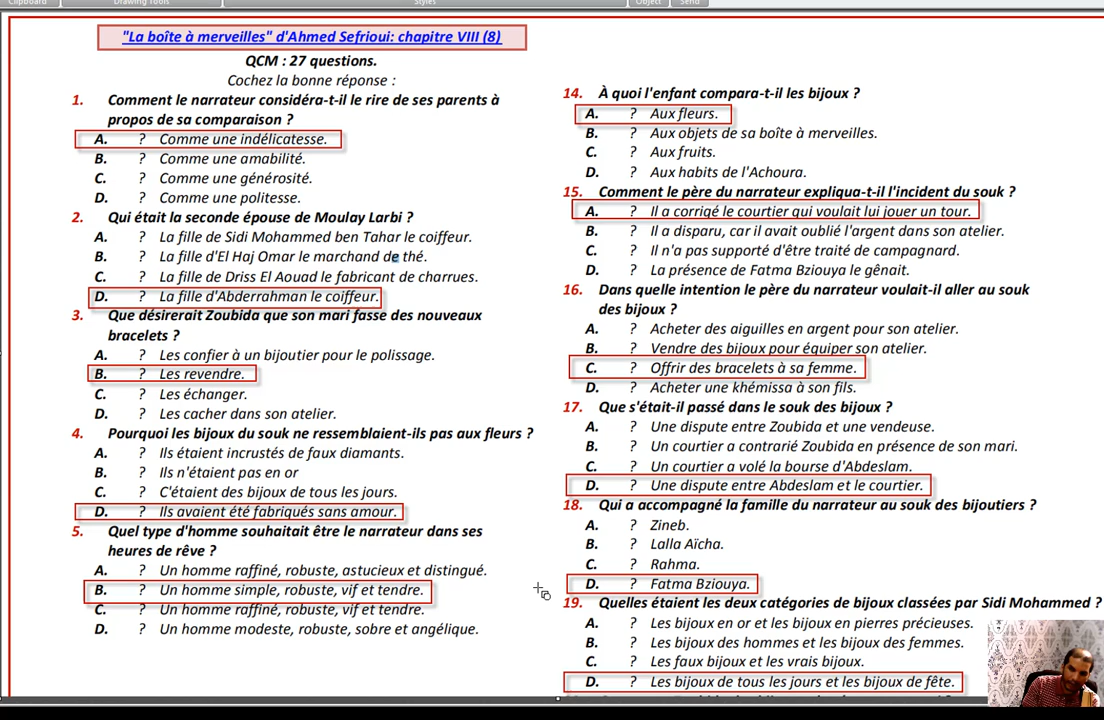 Clipboard
Drawing Tools
Styles
Object
Send
"La boîte à merveilles" d'Ahmed Sefrioui: chapitre VIII (8)
QCM : 27 questions.
Cochez la bonne réponse :
1. Comment le narrateur considéra-t-il le rire de ses parents à
propos de sa comparaison ?
A. ? Comme une indélicatesse.
B. ? Comme une amabilité.
C. ? Comme une générosité.
D. ? Comme une politesse.
2. Qui était la seconde épouse de Moulay Larbi ?
A. ? La fille de Sidi Mohammed ben Tahar le coiffeur.
B. ? La fille d'El Haj Omar le marchand de thé.
C. ? La fille de Driss El Aouad le fabricant de charrues.
D. ? La fille d'Abderrahman le coiffeur.
3. Que désirerait Zoubida que son mari fasse des nouveaux
bracelets ?
A. ? Les confier à un bijoutier pour le polissage.
B. ? Les revendre.
C. ? Les échanger.
D. ? Les cacher dans son atelier.
4. Pourquoi les bijoux du souk ne ressemblaient-ils pas aux fleurs ?
A. ? Ils étaient incrustés de faux diamants.
B. ? Ils n'étaient pas en or
C. ? C'étaient des bijoux de tous les jours.
D. ? Ils avaient été fabriqués sans amour.
5. Quel type d'homme souhaitait être le narrateur dans ses
heures de rêve ?
A. ? Un homme raffiné, robuste, astucieux et distingué.
B. ? Un homme simple, robuste, vif et tendre.
C. ? Un homme raffiné, robuste, vif et tendre.
D. ? Un homme modeste, robuste, sobre et angélique.
14. À quoi l'enfant compara-t-il les bijoux ?
A. ? Aux fleurs.
B. ? Aux objets de sa boîte à merveilles.
C. ? Aux fruits.
D. ? Aux habits de l'Achoura.
15. Comment le père du narrateur expliqua-t-il l'incident du souk ?
A. ? Il a corrigé le courtier qui voulait lui jouer un tour.
B. ? Il a disparu, car il avait oublié l'argent dans son atelier.
C. ? Il n'a pas supporté d'être traité de campagnard.
D. ? La présence de Fatma Bziouya le gênait.
16. Dans quelle intention le père du narrateur voulait-il aller au souk
des bijoux ?
A. ? Acheter des aiguilles en argent pour son atelier.
B. ? Vendre des bijoux pour équiper son atelier.
C. ? Offrir des bracelets à sa femme.
D. ? Acheter une khémissa à son fils.
17. Que s'était-il passé dans le souk des bijoux ?
A. ? Une dispute entre Zoubida et une vendeuse.
B. ? Un courtier a contrarié Zoubida en présence de son mari.
C. ? Un courtier a volé la bourse d'Abdeslam.
D. ? Une dispute entre Abdeslam et le courtier.
18. Qui a accompagné la famille du narrateur au souk des bijoutiers ?
A. ? Zineb.
B. ? Lalla Aïcha.
C. ? Rahma.
D. ? Fatma Bziouya.
19. Quelles étaient les deux catégories de bijoux classées par Sidi Mohammed ?
A. ? Les bijoux en or et les bijoux en pierres précieuses.
B. ? Les bijoux des hommes et les bijoux des femmes.
C. ? Les faux bijoux et les vrais bijoux.
D. ? Les bijoux de tous les jours et les bijoux de fête.